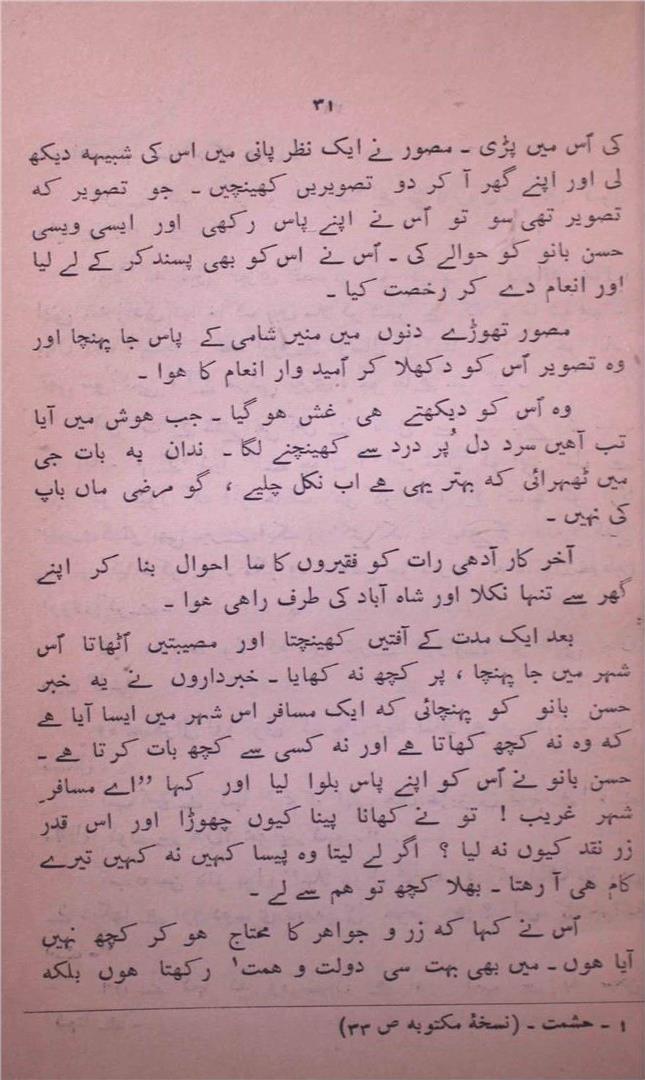 ۳۱
کی اُس میں پڑی ۔ مصور نے ایک نظر پانی میں اس کی شبیہہ دیکھ
لی اور اپنے گھر آ کر دو تصویریں کھینچیں ۔ جو تصویر کہ
تصویر تھی سو تو اُس نے اپنے پاس رکھی اور ایسی ویسی
حسن بانو کو حوالے کی ۔ اُس نے اس کو بھی پسند کر کے لے لیا
اور انعام دے کر رخصت کیا ۔
مصور تھوڑے دنوں میں منیر شامی کے پاس جا پہنچا اور
وہ تصویر اُس کو دکھلا کر اُمید وار انعام کا ہوا ۔
وہ اُس کو دیکھتے ہی غش ہو گیا ۔ جب ہوش میں آیا
تب آہیں سرد دل پُر درد سے کھینچنے لگا ۔ ندان یہ بات جی
میں ٹھہرائی کہ بہتر یہی ہے اب نکل چلیے ، گو مرضی ماں باپ
کی نہیں ۔
آخر کار آدھی رات کو فقیروں کا سا احوال بنا کر اپنے
گھر سے تنہا نکلا اور شاہ آباد کی طرف راہی ہوا ۔
بعد ایک مدت کے آفتیں کھینچتا اور مصیبتیں اُٹھاتا اُس
شہر میں جا پہنچا ، پر کچھ نہ کھایا ۔ خبرداروں نے یہ خبر
حسن بانو کو پہنچائی کہ ایک مسافر اس شہر میں ایسا آیا ہے
کہ وہ نہ کچھ کھاتا ہے اور نہ کسی سے کچھ بات کرتا ہے ۔
حسن بانو نے اُس کو اپنے پاس بلوا لیا اور کہا ”اے مسافرِ
شہر غریب ! تو نے کھانا پینا کیوں چھوڑا اور اس قدر
زر نقد کیوں نہ لیا ؟ اگر لے لیتا وہ پیسا کہیں نہ کہیں تیرے
کام ہی آ رہتا ۔ بھلا کچھ تو ہم سے لے ۔
اُس نے کہا کہ زر و جواہر کا محتاج ہو کر کچھ نہیں
آیا ہوں ۔ میں بھی بہت سی دولت و ہمت۱ رکھتا ہوں بلکہ
۱ ۔ حشمت ۔ (نسخۂ مکتوبہ ص ۳۳)